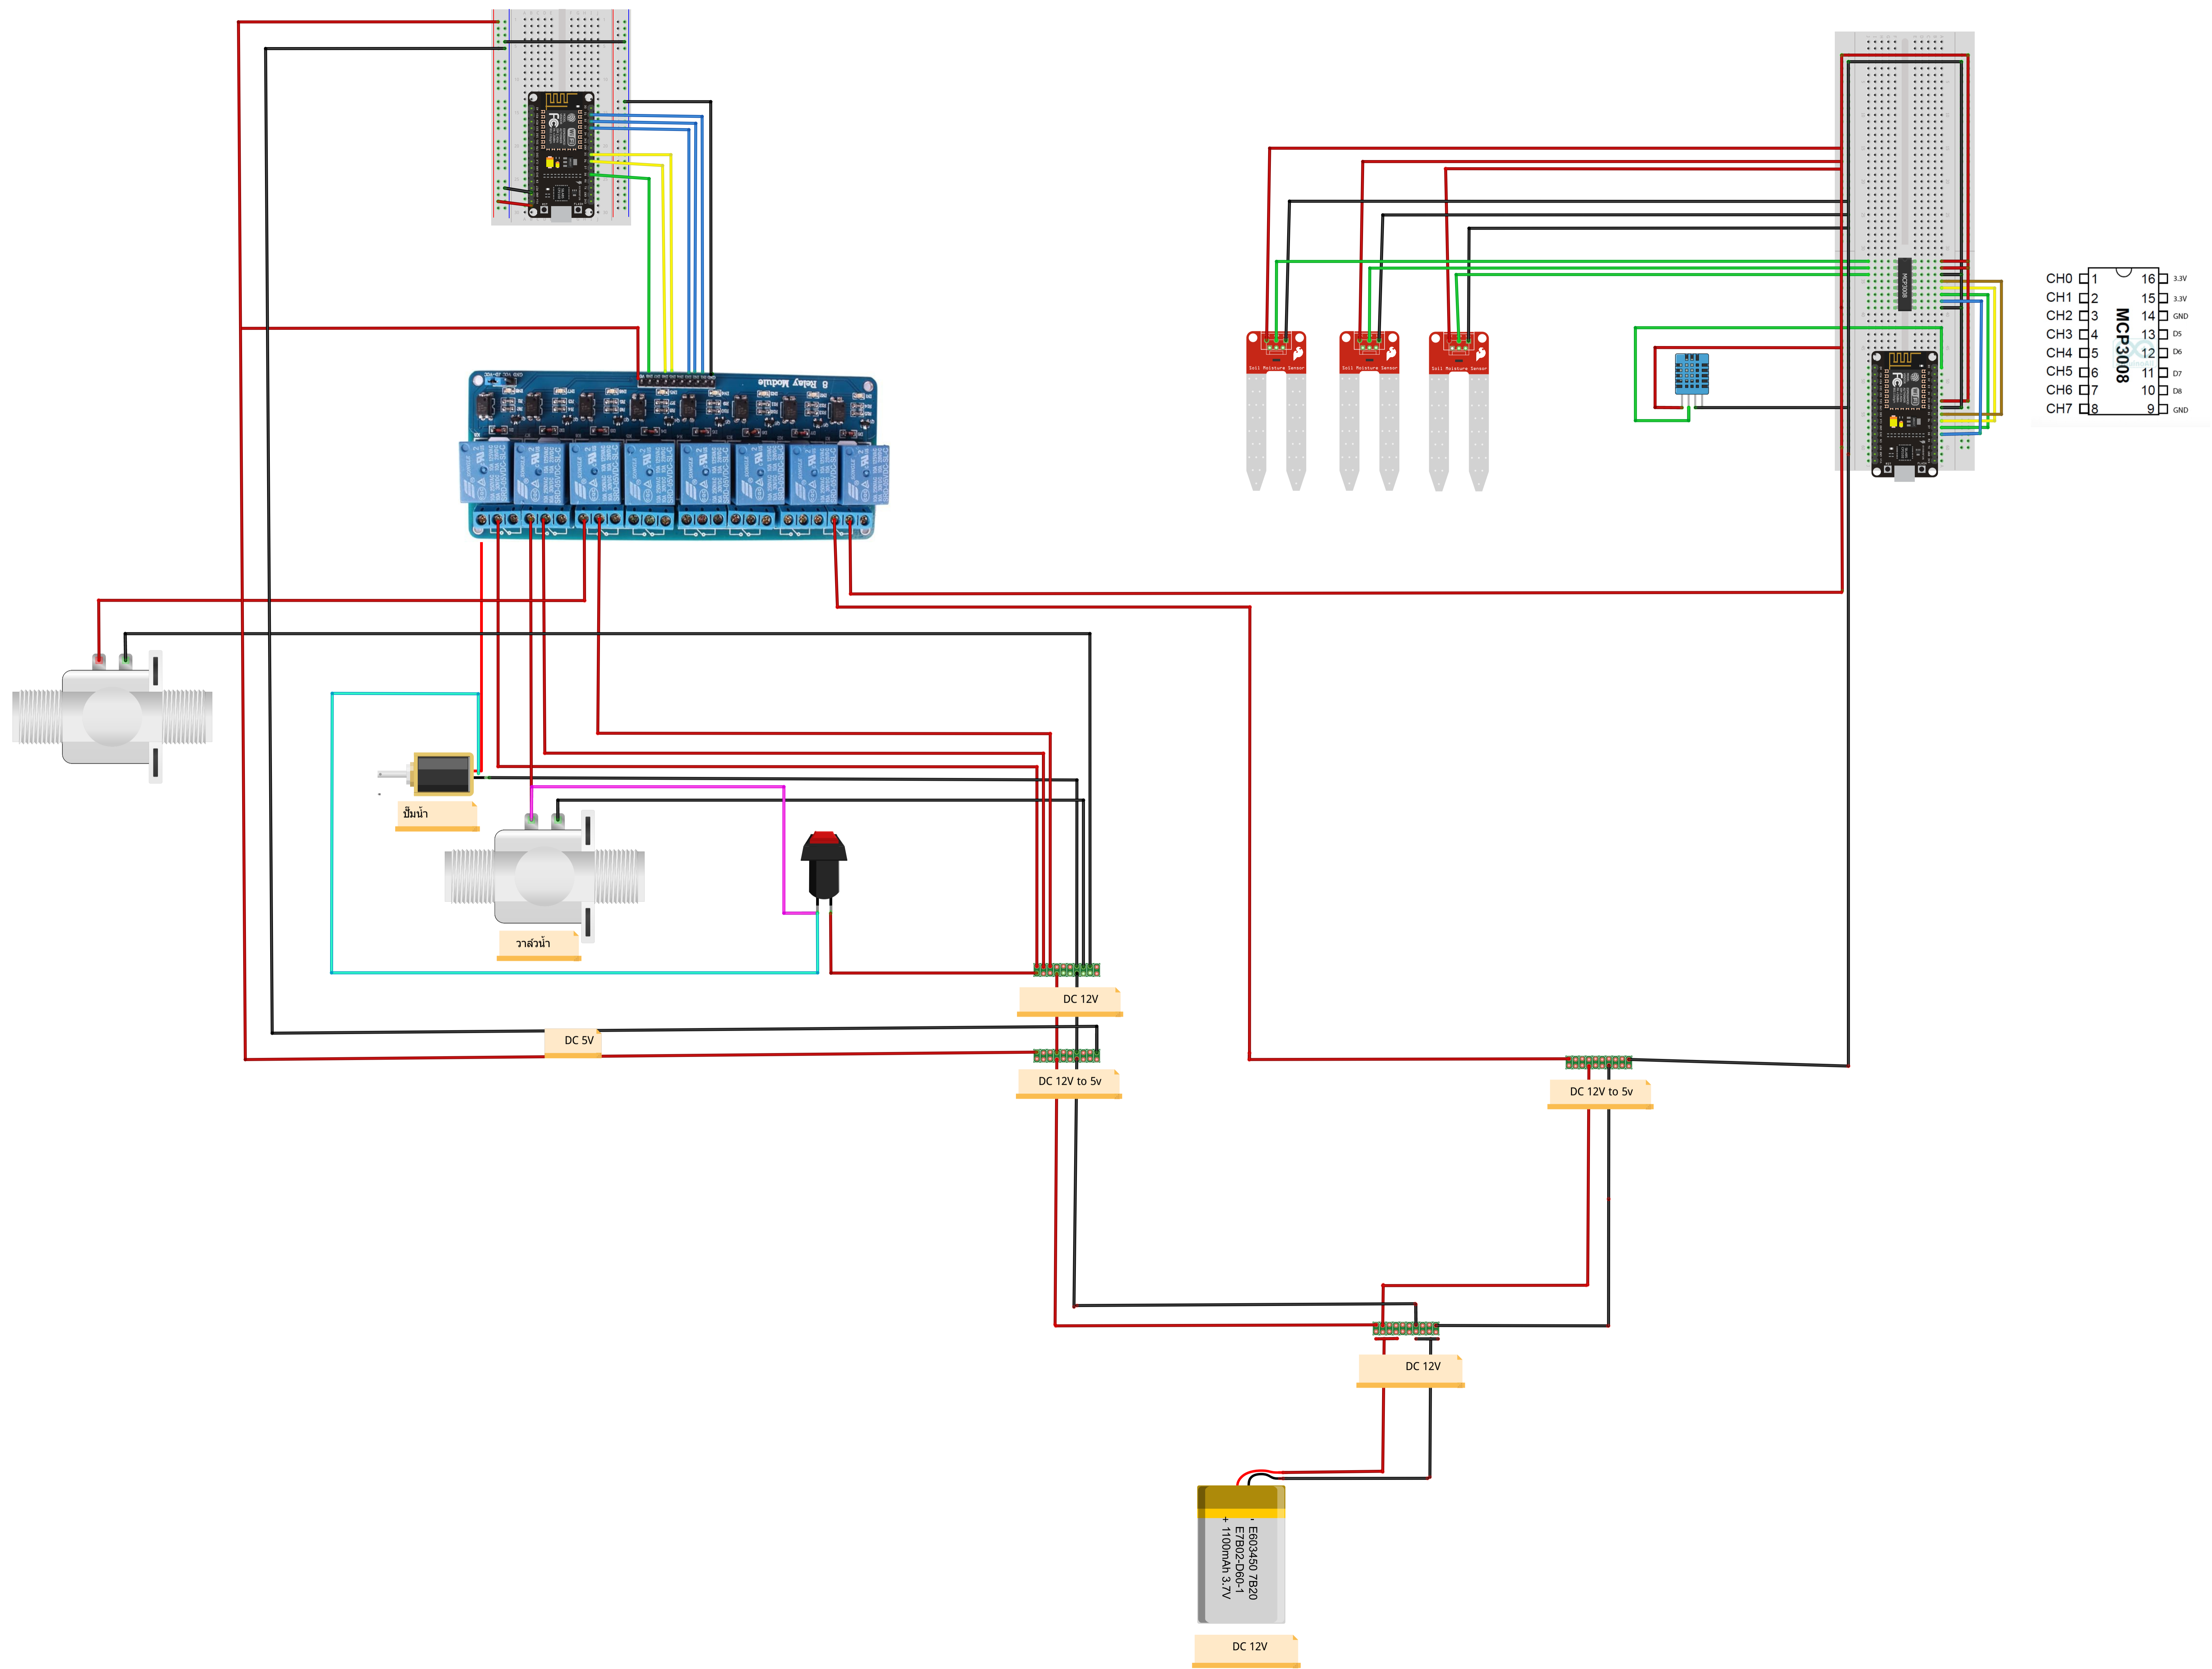 8 Relay Module
Soil Moisture Sensor
Soil Moisture Sensor
Soil Moisture Sensor
MCP3008
CH0 1 16 3.3V
CH1 2 15 3.3V
CH2 3 14 GND
CH3 4 13 D5
CH4 5 12 D6
CH5 6 11 D7
CH6 7 10 D8
CH7 8 9 GND
MCP3008
ปั๊มน้ำ
วาล์วน้ำ
DC 12V
DC 5V
DC 12V to 5v
DC 12V to 5v
DC 12V
- E603450 7B20
E7B02-D60-1
+ 1100mAh 3.7V
DC 12V